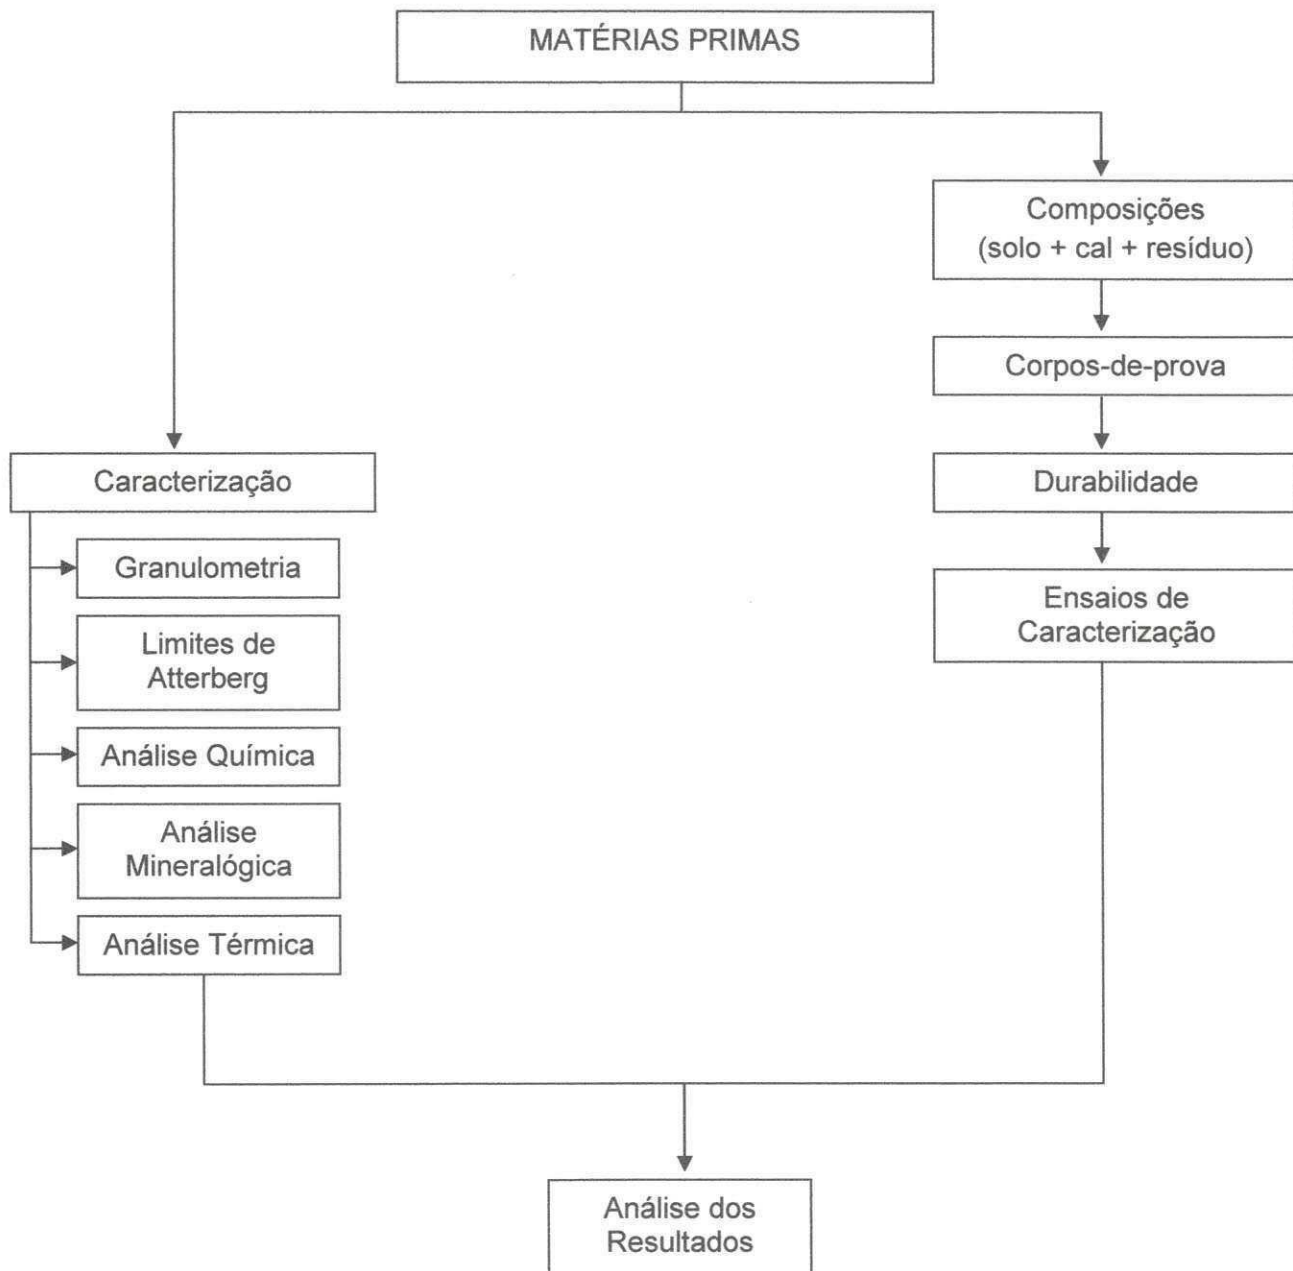 MATÉRIAS PRIMAS
Composições
(solo + cal + resíduo)
Corpos-de-prova
Caracterização
Durabilidade
Granulometria
Ensaios de
Caracterização
Limites de
Atterberg
Análise Química
Análise
Mineralógica
Análise Térmica
Análise dos
Resultados